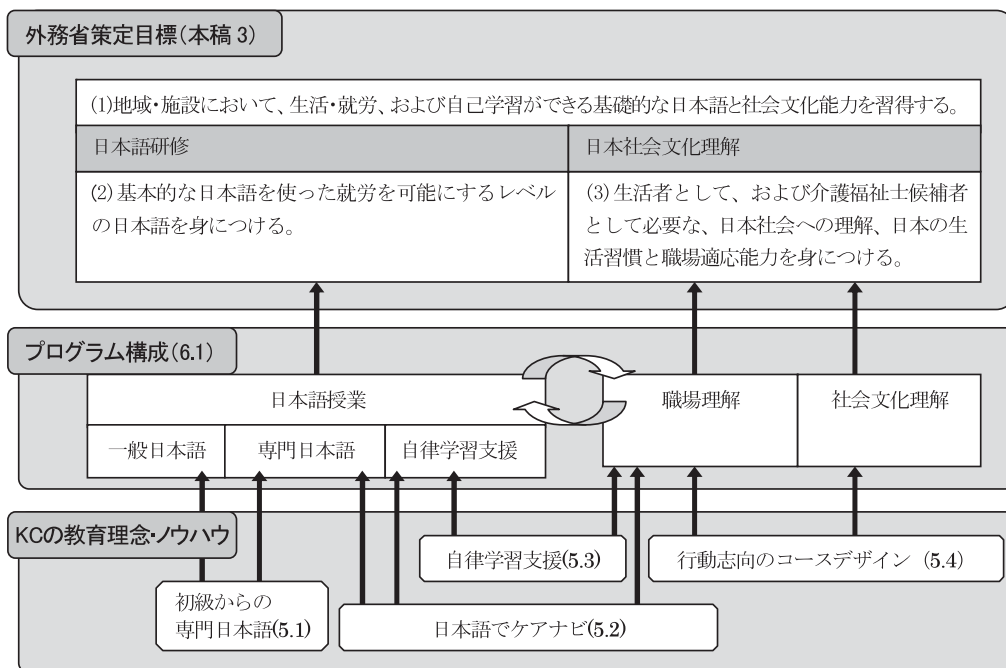 外務省策定目標(本稿 3)
(1)地域・施設において、生活・就労、および自己学習ができる基礎的な日本語と社会文化能力を習得する。
日本語研修
日本社会文化理解
(2) 基本的な日本語を使った就労を可能にするレベル
の日本語を身につける。
(3) 生活者として、および介護福祉士候補者
として必要な、日本社会への理解、日本の生
活習慣と職場適応能力を身につける。
プログラム構成(6.1)
日本語授業
職場理解
社会文化理解
一般日本語
専門日本語
自律学習支援
KCの教育理念・ノウハウ
自律学習支援(5.3)
行動志向のコースデザイン (5.4)
初級からの
専門日本語(5.1)
日本語でケアナビ(5.2)